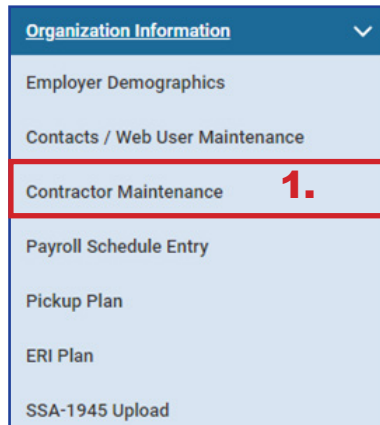 Organization Information
Employer Demographics
Contacts / Web User Maintenance
Contractor Maintenance 1.
Payroll Schedule Entry
Pickup Plan
ERI Plan
SSA-1945 Upload